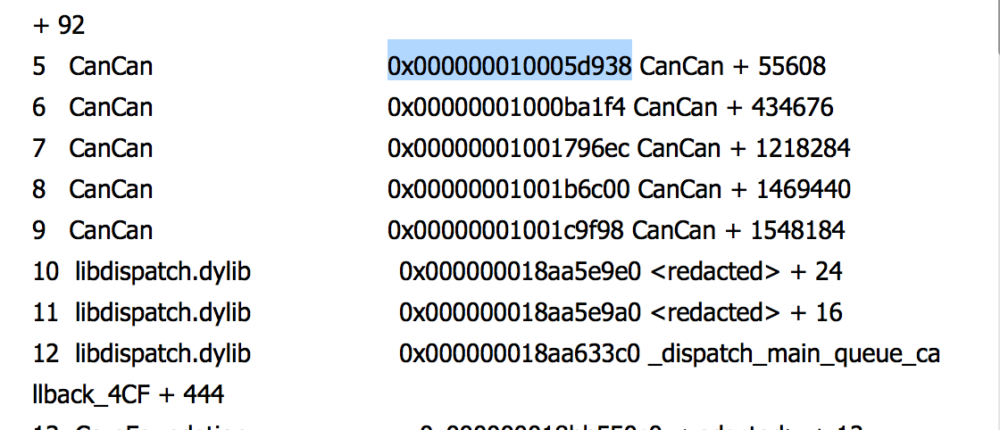 + 92
5 CanCan 0x000000010005d938 CanCan + 55608
6 CanCan 0x00000001000ba1f4 CanCan + 434676
7 CanCan 0x00000001001796ec CanCan + 1218284
8 CanCan 0x00000001001b6c00 CanCan + 1469440
9 CanCan 0x00000001001c9f98 CanCan + 1548184
10 libdispatch.dylib 0x000000018aa5e9e0 <redacted> + 24
11 libdispatch.dylib 0x000000018aa5e9a0 <redacted> + 16
12 libdispatch.dylib 0x000000018aa633c0 _dispatch_main_queue_ca
llback_4CF + 444